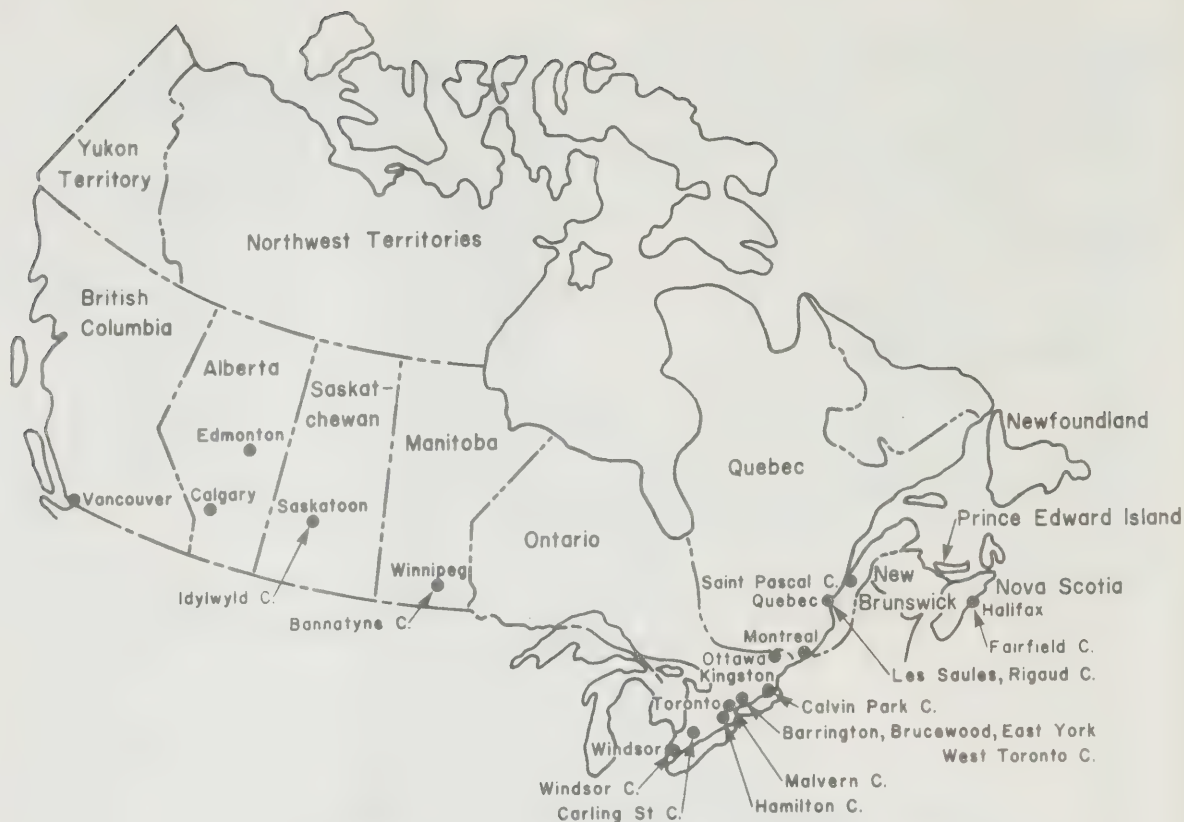 Yukon
Territory
Northwest Territories
British
Columbia
Alberta
Saskat-
chewan
Manitoba
Edmonton
Calgary
Vancouver
Saskatoon
Idylwyld C.
Winnipeg
Bannatyne C.
Ontario
Quebec
Newfoundland
Prince Edward Island
New
Brunswick
Nova Scotia
Halifax
Fairfield C.
Saint Pascal C.
Quebec
Les Saules, Rigaud C.
Montreal
Ottawa
Kingston
Calvin Park C.
Toronto
Barrington, Brucewood, East York
West Toronto C.
Windsor
Malvern C.
Windsor C.
Hamilton C.
Carling St C.